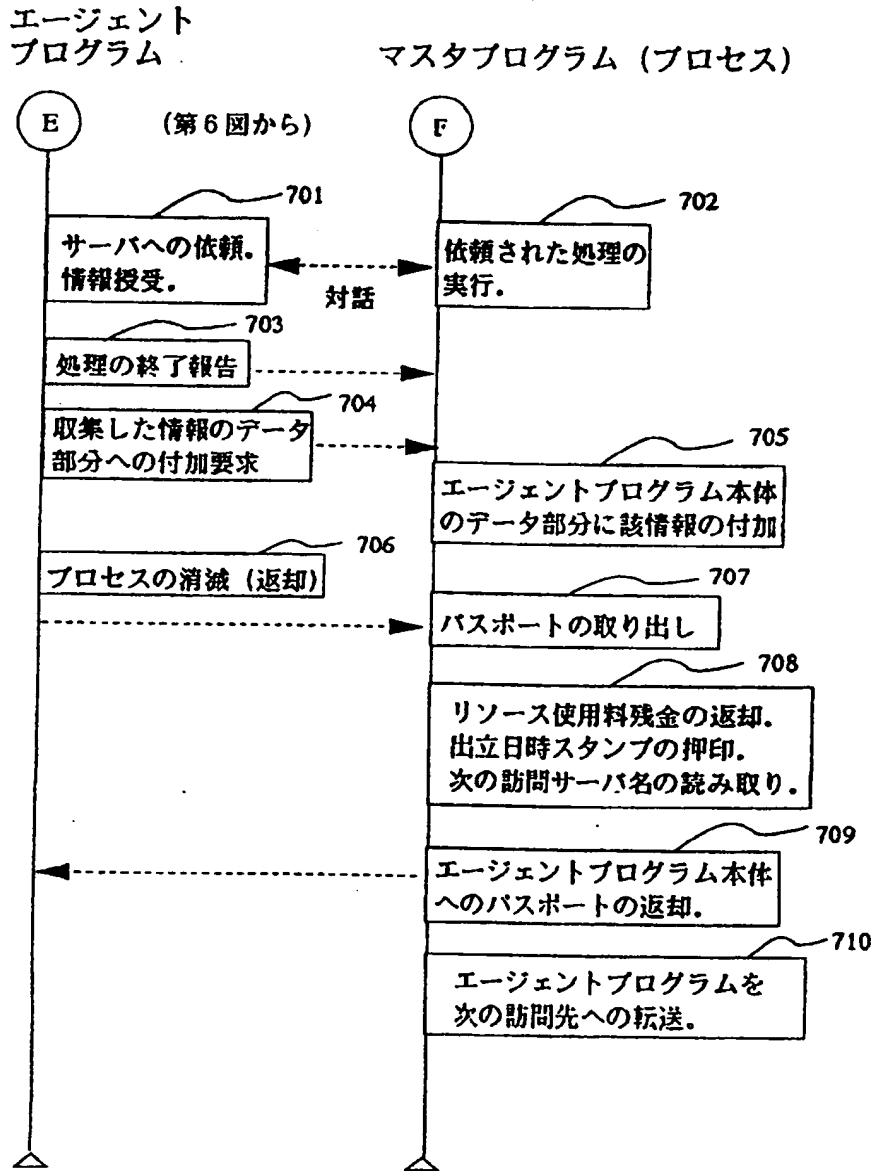 エージェント
プログラム
マスタプログラム (プロセス)
E
(第6図から)
F
701
サーバへの依頼.
情報授受.
対話
702
依頼された処理の
実行.
703
処理の終了報告
704
収集した情報のデータ
部分への付加要求
705
エージェントプログラム本体
のデータ部分に該情報の付加
706
プロセスの消滅 (返却)
707
パスポートの取り出し
708
リソース使用料残金の返却.
出立日時スタンプの押印.
次の訪問サーバ名の読み取り.
709
エージェントプログラム本体
へのパスポートの返却.
710
エージェントプログラムを
次の訪問先への転送.